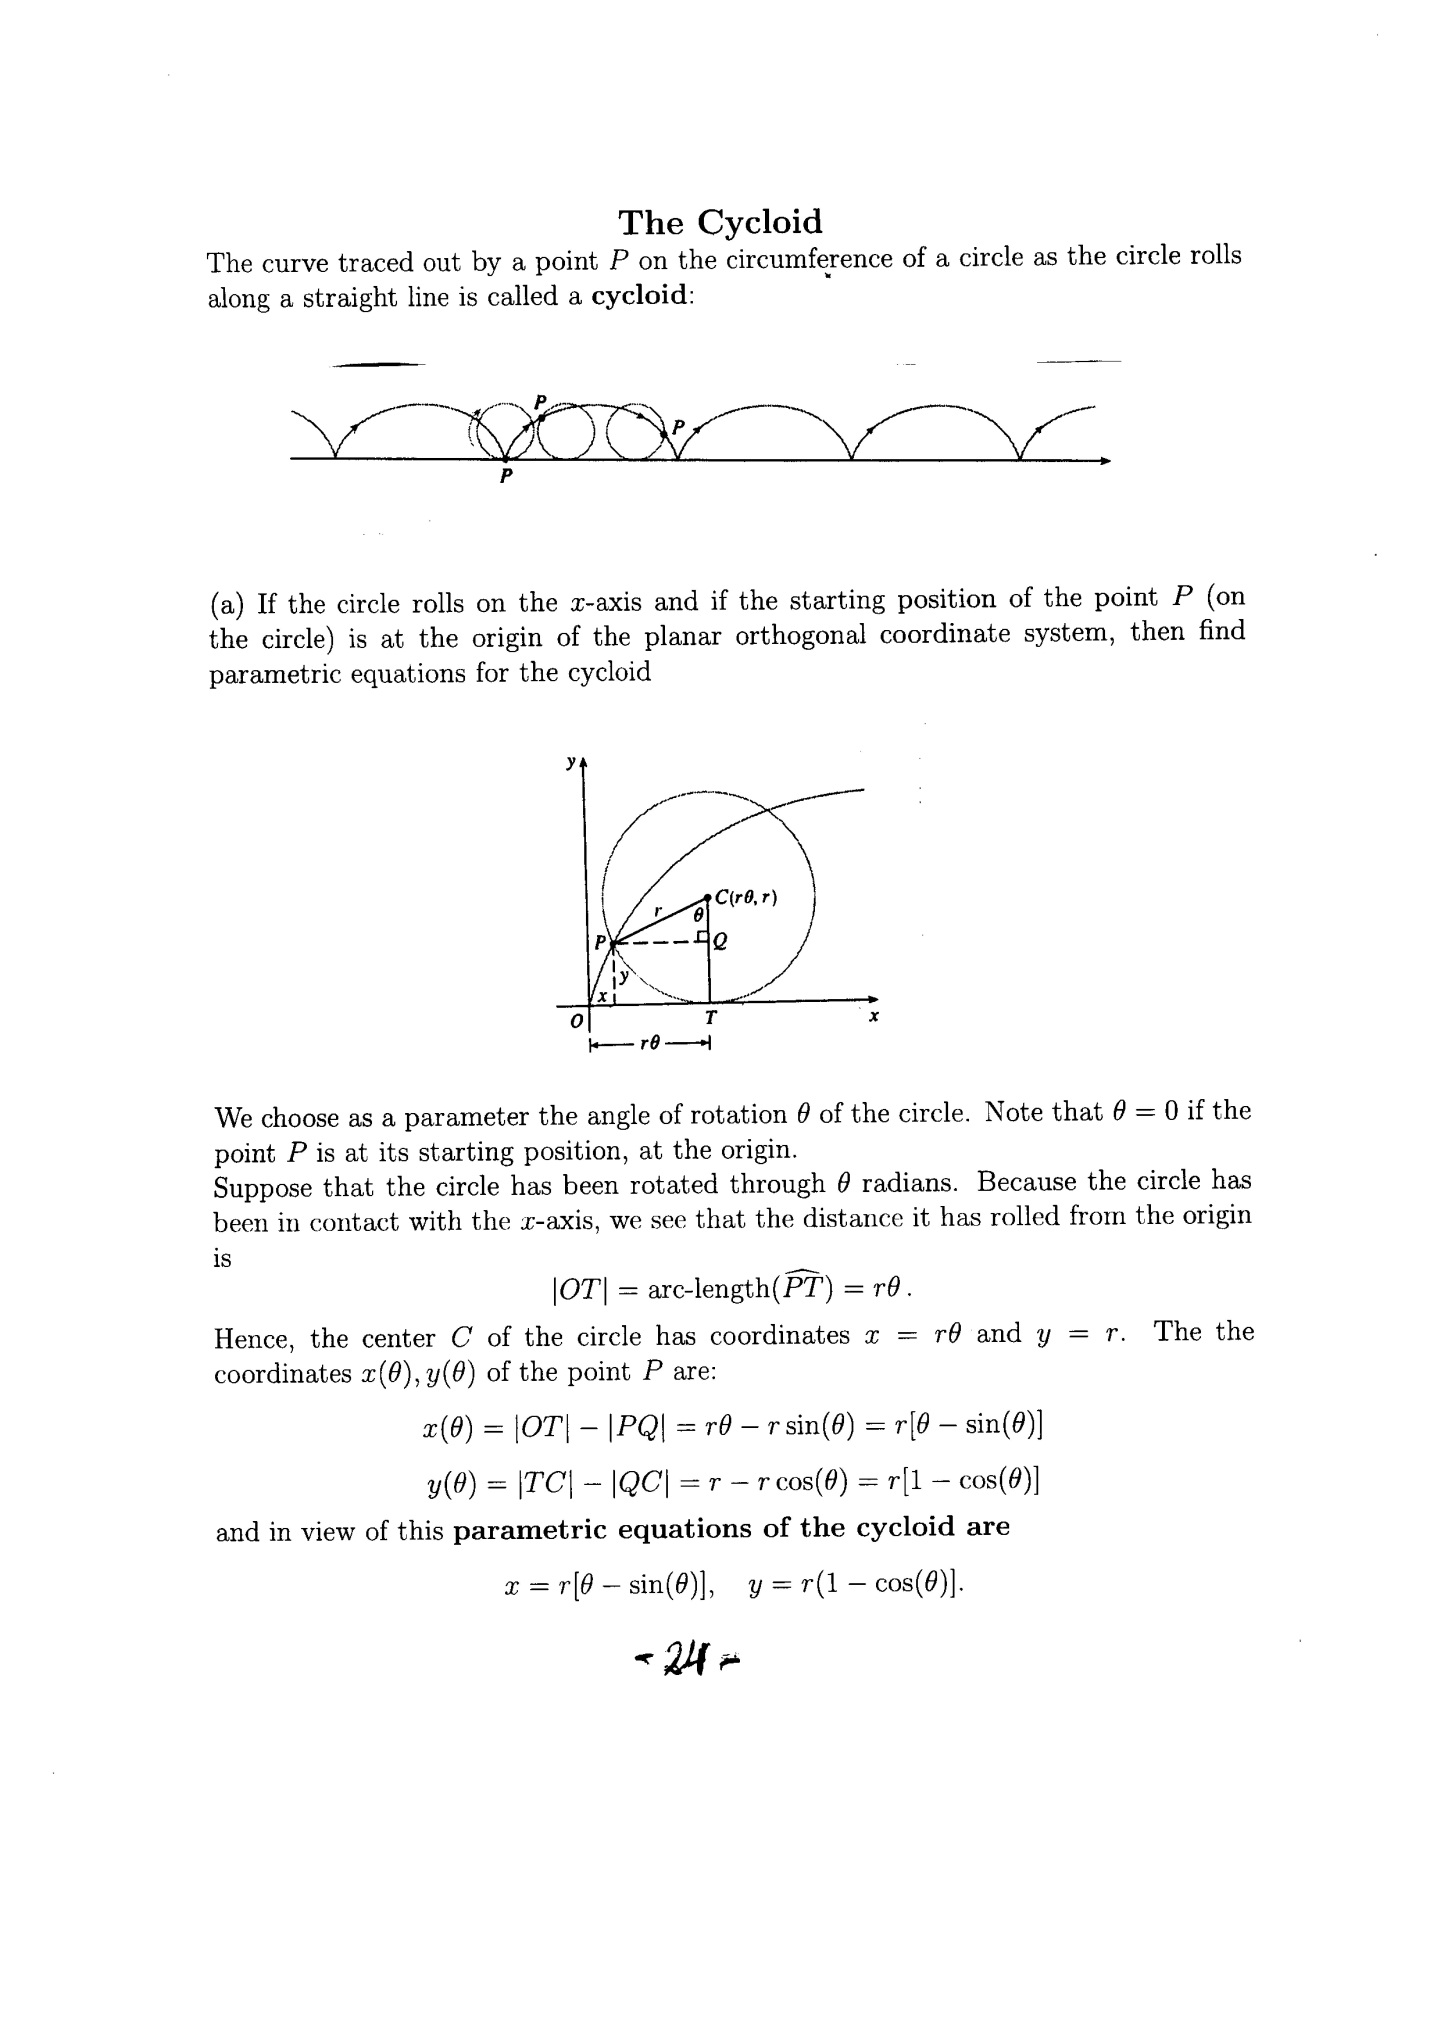 The Cycloid
The curve traced out by a point P on the circumference of a circle as the circle rolls
along a straight line is called a cycloid:
P
P
P
(a) If the circle rolls on the x-axis and if the starting position of the point P (on
the circle) is at the origin of the planar orthogonal coordinate system, then find
parametric equations for the cycloid
y
C(rθ, r)
r
θ
P
Q
y
x
O
T
x
rθ
We choose as a parameter the angle of rotation θ of the circle. Note that θ = 0 if the
point P is at its starting position, at the origin.
Suppose that the circle has been rotated through θ radians. Because the circle has
been in contact with the x-axis, we see that the distance it has rolled from the origin
is
|OT| = arc-length(P͡T) = rθ .
Hence, the center C of the circle has coordinates x = rθ and y = r. The the
coordinates x(θ), y(θ) of the point P are:
x(θ) = |OT| − |PQ| = rθ − r sin(θ) = r[θ − sin(θ)]
y(θ) = |TC| − |QC| = r − r cos(θ) = r[1 − cos(θ)]
and in view of this parametric equations of the cycloid are
x = r[θ − sin(θ)], y = r(1 − cos(θ)].
- 24 -